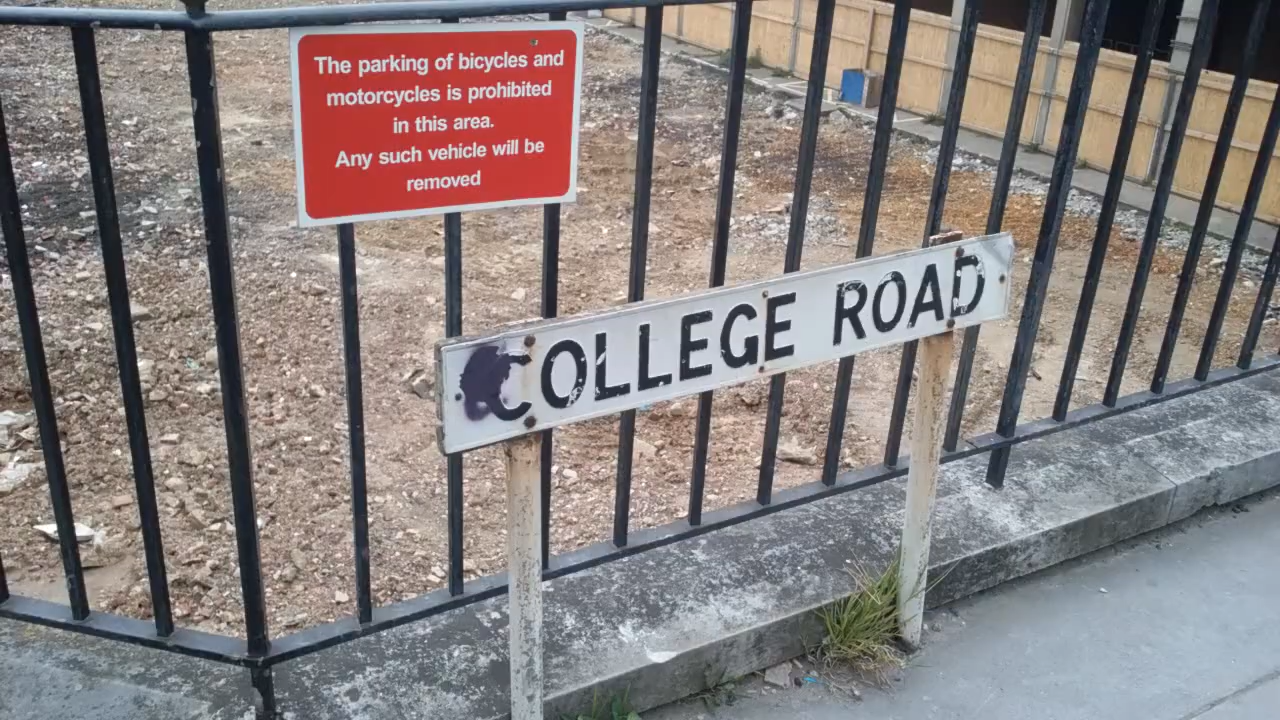 The parking of bicycles and
motorcycles is prohibited
in this area.
Any such vehicle will be
removed
COLLEGE ROAD